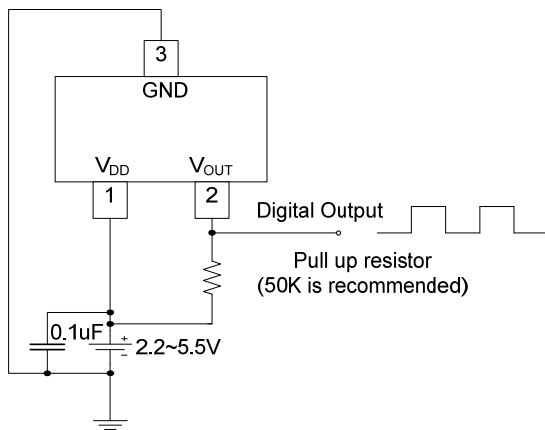 3
GND
VDD
VOUT
1
2
Digital Output
Pull up resistor
(50K is recommended)
0.1uF
+
2.2~5.5V
-